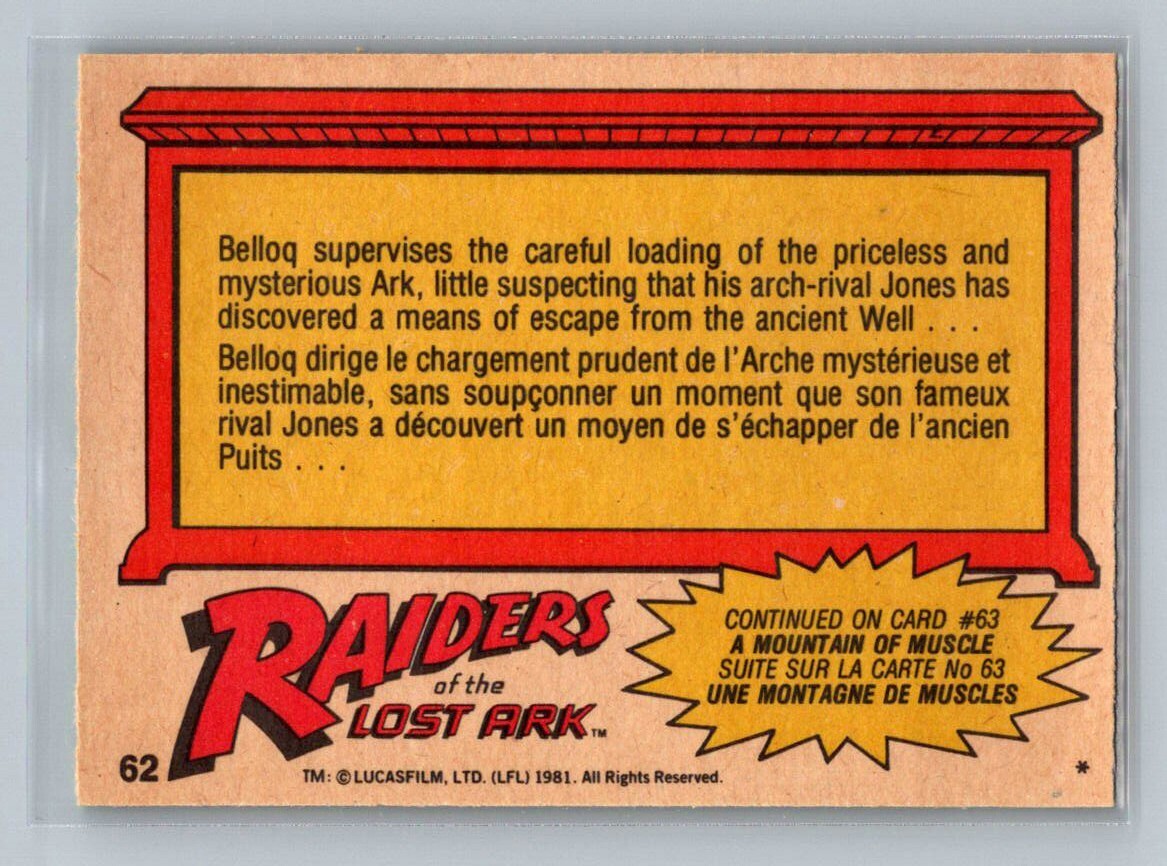 Belloq supervises the careful loading of the priceless and
mysterious Ark, little suspecting that his arch-rival Jones has
discovered a means of escape from the ancient Well . . .
Belloq dirige le chargement prudent de l'Arche mystérieuse et
inestimable, sans soupçonner un moment que son fameux
rival Jones a découvert un moyen de s'échapper de l'ancien
Puits . . .
RAIDERS
of the
LOST ARK™
CONTINUED ON CARD #63
A MOUNTAIN OF MUSCLE
SUITE SUR LA CARTE No 63
UNE MONTAGNE DE MUSCLES
62
TM: ©LUCASFILM, LTD. (LFL) 1981. All Rights Reserved.
*